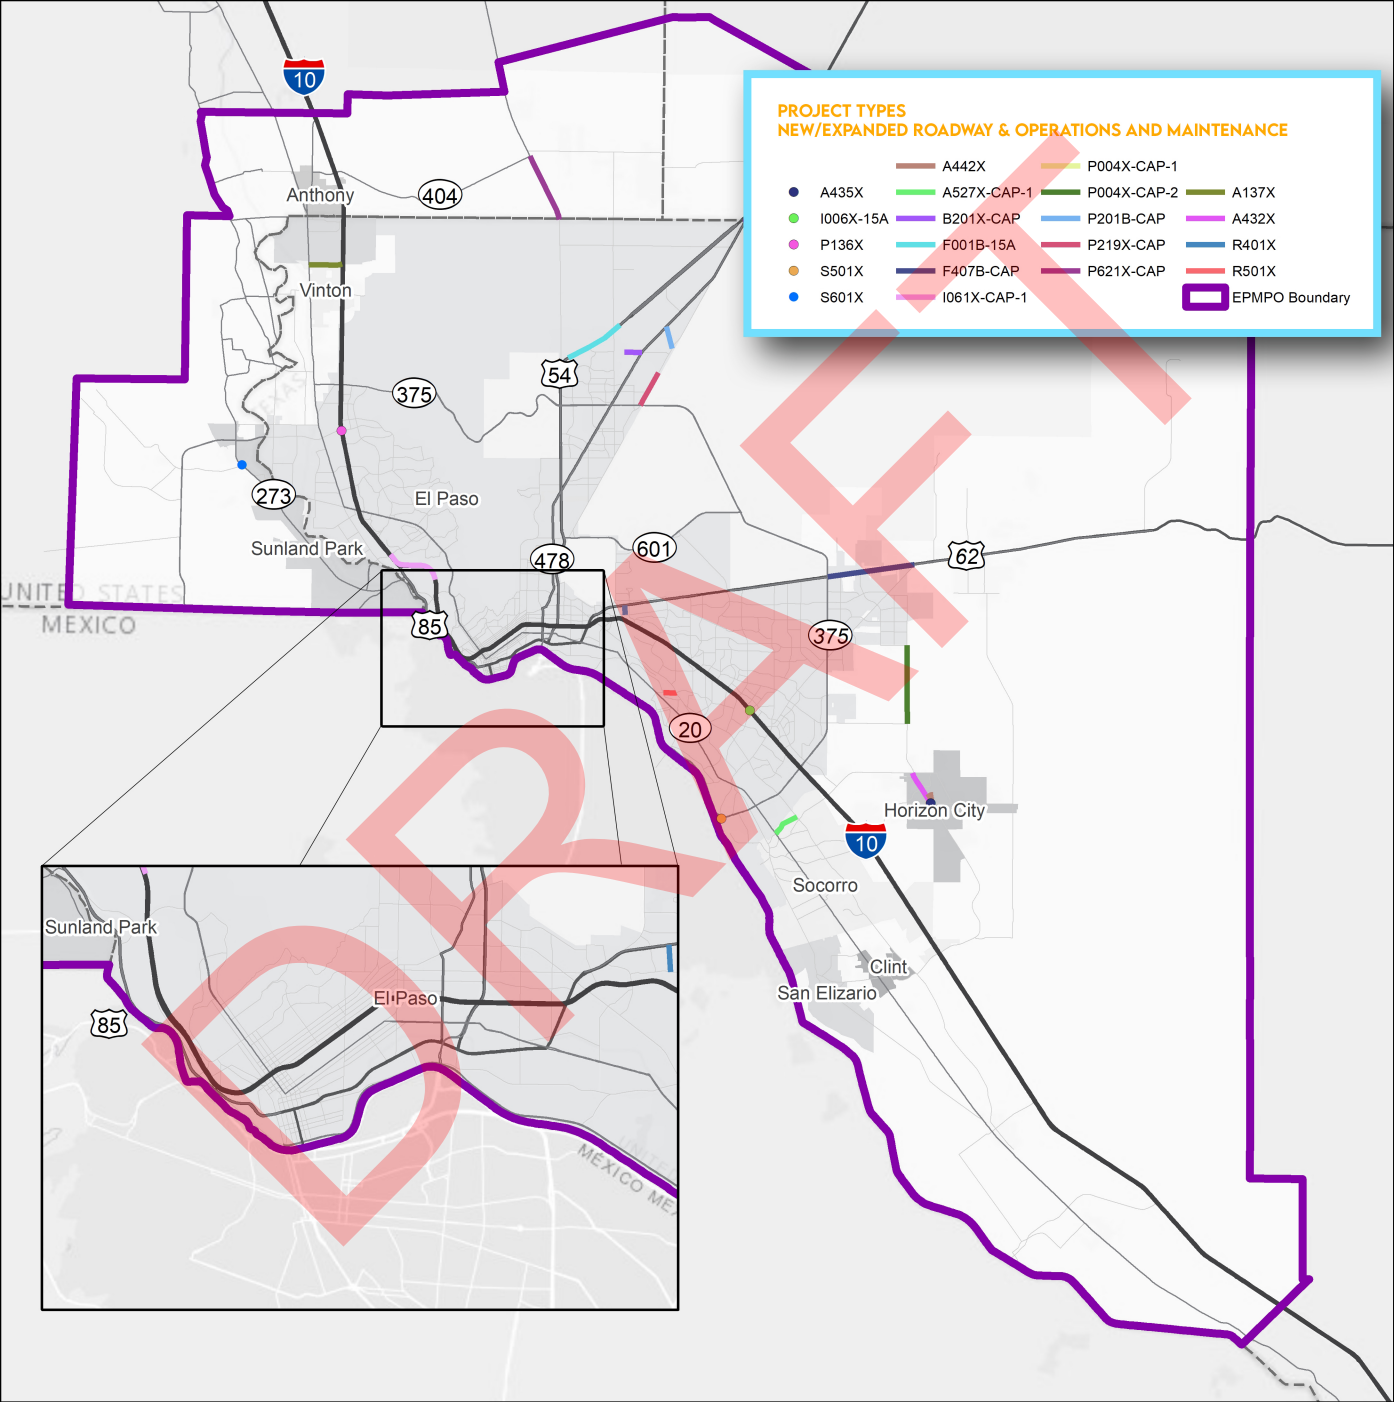 10
PROJECT TYPES
NEW/EXPANDED ROADWAY & OPERATIONS AND MAINTENANCE
A442X
P004X-CAP-1
A435X
A527X-CAP-1
P004X-CAP-2
A137X
I006X-15A
B201X-CAP
P201B-CAP
A432X
P136X
F001B-15A
P219X-CAP
R401X
S501X
F407B-CAP
P621X-CAP
R501X
S601X
I061X-CAP-1
EPMPO Boundary
Anthony
404
Vinton
54
375
TEXAS
El Paso
273
Sunland Park
478
601
62
UNITED STATES
MEXICO
85
375
20
Horizon City
10
Socorro
Clint
San Elizario
Sunland Park
El Paso
85
UNITED
MÉXICO
DRAFT